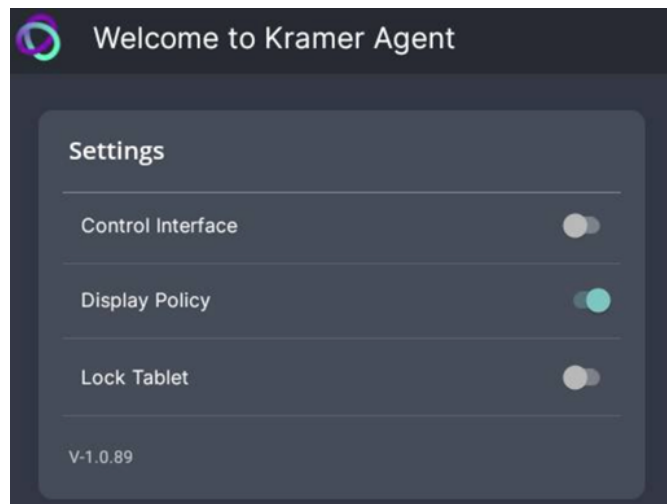 Welcome to Kramer Agent
Settings
Control Interface
Display Policy
Lock Tablet
V-1.0.89